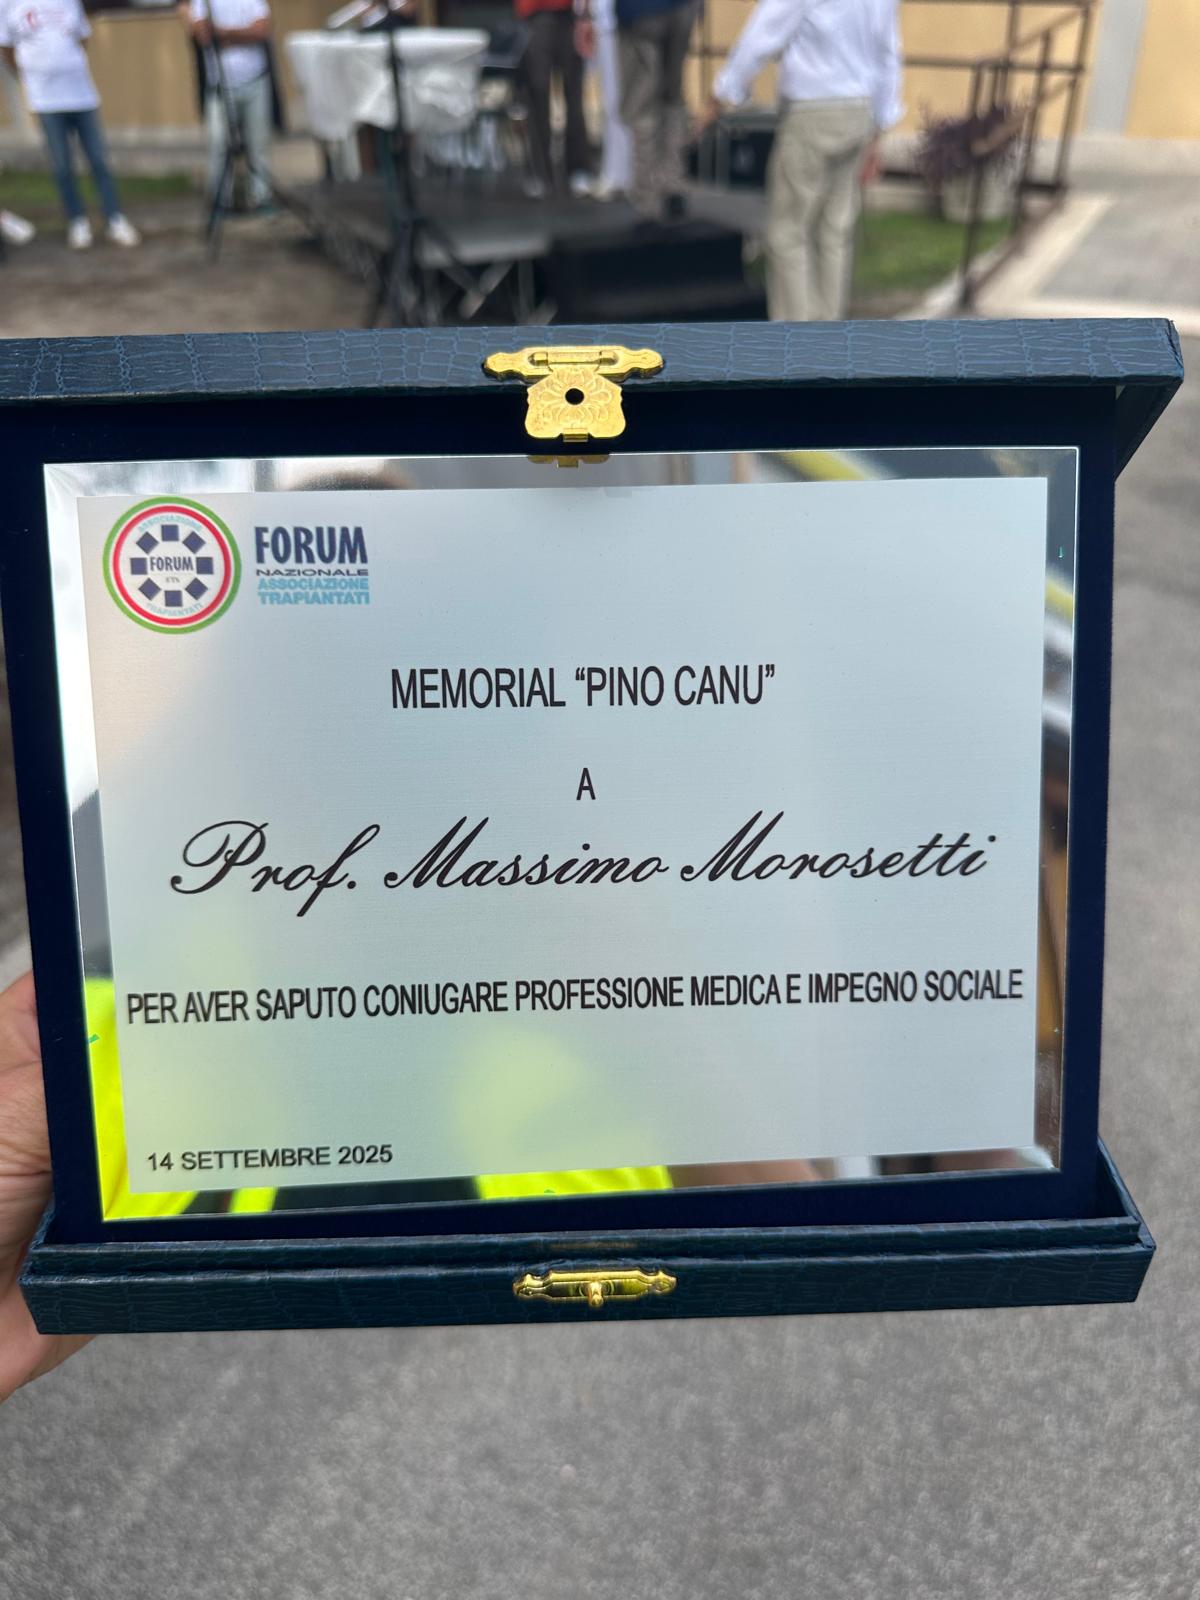 ASSOCIAZIONE
FORUM
ETS
TRAPIANTATI
FORUM
NAZIONALE
ASSOCIAZIONE
TRAPIANTATI
MEMORIAL “PINO CANU”
A
Prof. Massimo Morosetti
PER AVER SAPUTO CONIUGARE PROFESSIONE MEDICA E IMPEGNO SOCIALE
14 SETTEMBRE 2025